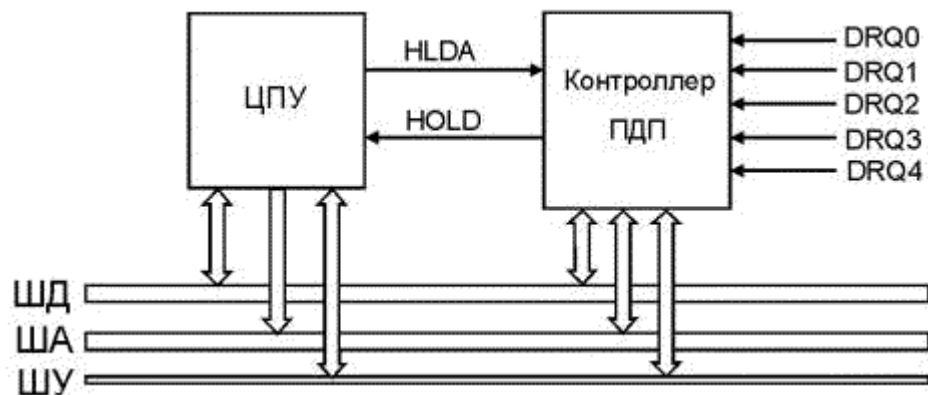 ЦПУ
HLDA
HOLD
Контроллер
ПДП
DRQ0
DRQ1
DRQ2
DRQ3
DRQ4
ШД
ША
ШУ